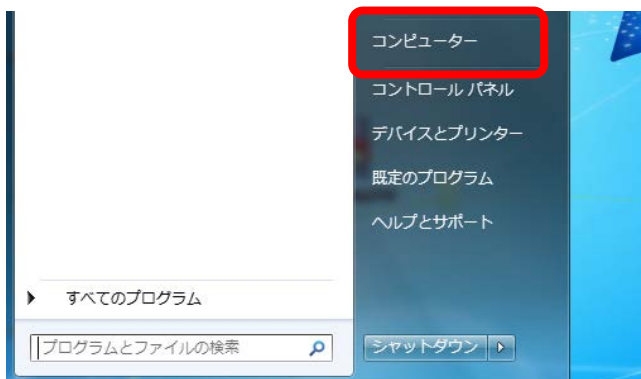 コンピューター
コントロール パネル
デバイスとプリンター
既定のプログラム
ヘルプとサポート
すべてのプログラム
プログラムとファイルの検索
シャットダウン